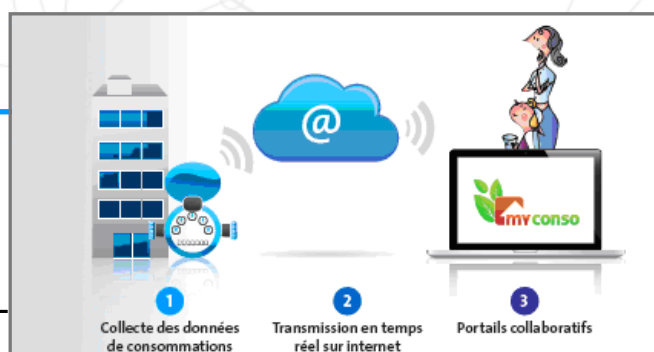 @
myconso
1
2
3
Collecte des données
de consommations
Transmission en temps
réel sur internet
Portails collaboratifs